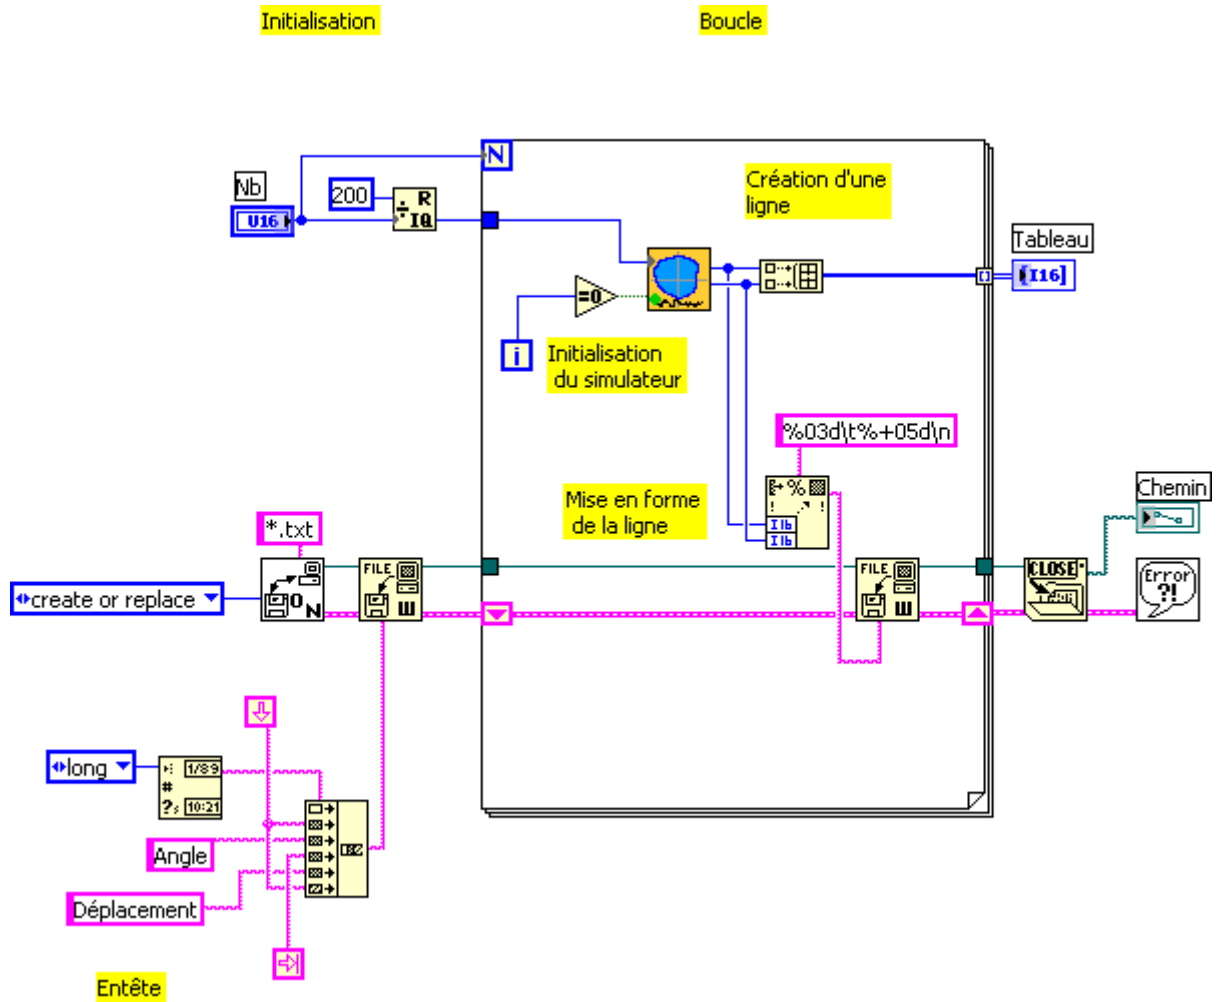 Initialisation
Boucle
N
Création d'une
ligne
Nb
200
R
IQ
U16
Tableau
[I16]
=0
i
Initialisation
du simulateur
%03d\t%+05d\n
Mise en forme
de la ligne
%
! !
I16
I16
Chemin
*.txt
FILE
FILE
CLOSE
Error
?!
create or replace
O
N
W
W
long
1/89
#
?
10:21
Angle
Déplacement
Entête